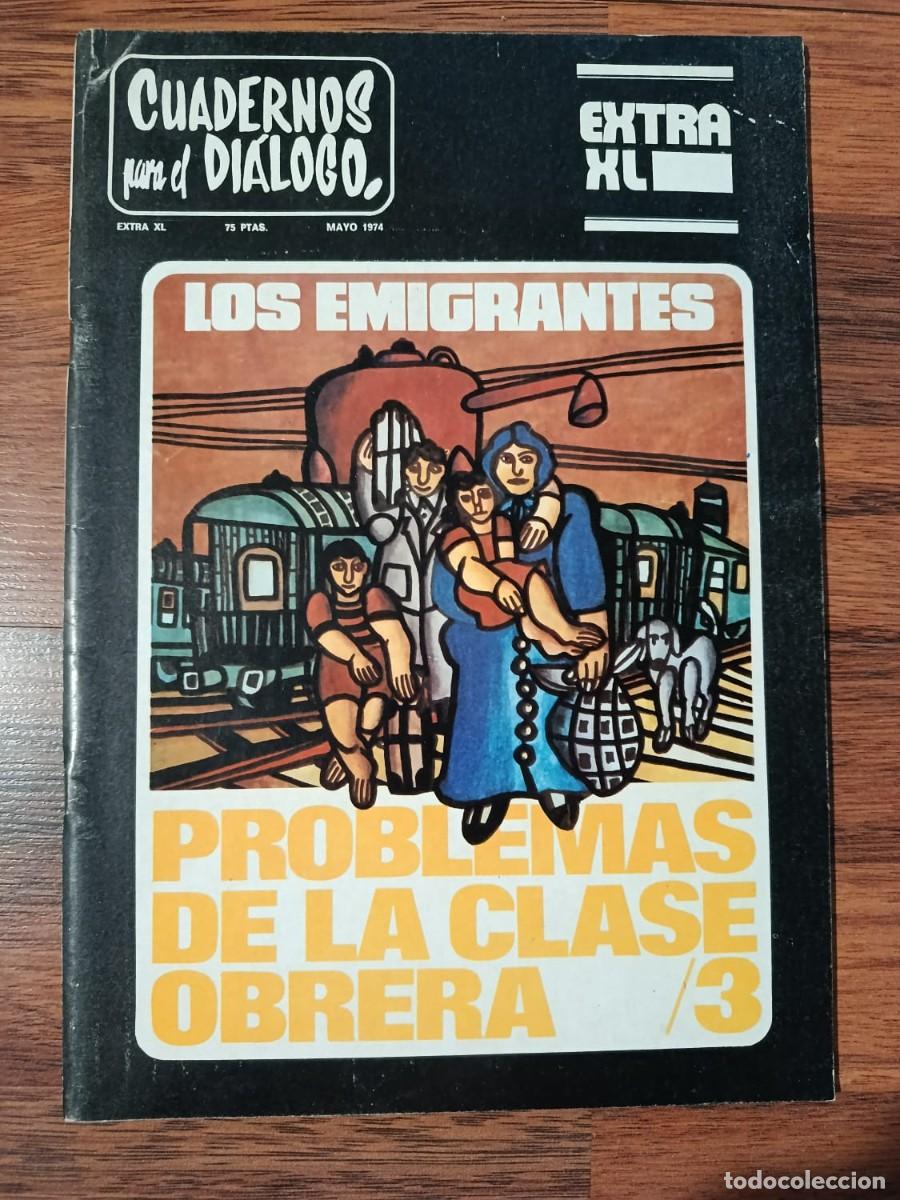 CUADERNOS
para el DIÁLOGO.
EXTRA XL 75 PTAS. MAYO 1974
EXTRA
XL
LOS EMIGRANTES
PROBLEMAS
DE LA CLASE
OBRERA /3
todocoleccion